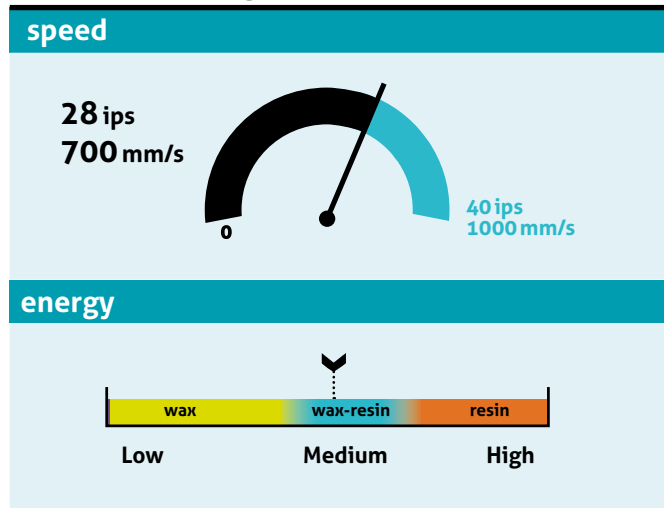 speed
28 ips
700 mm/s
0
40 ips
1000 mm/s
energy
wax wax-resin resin
Low Medium High